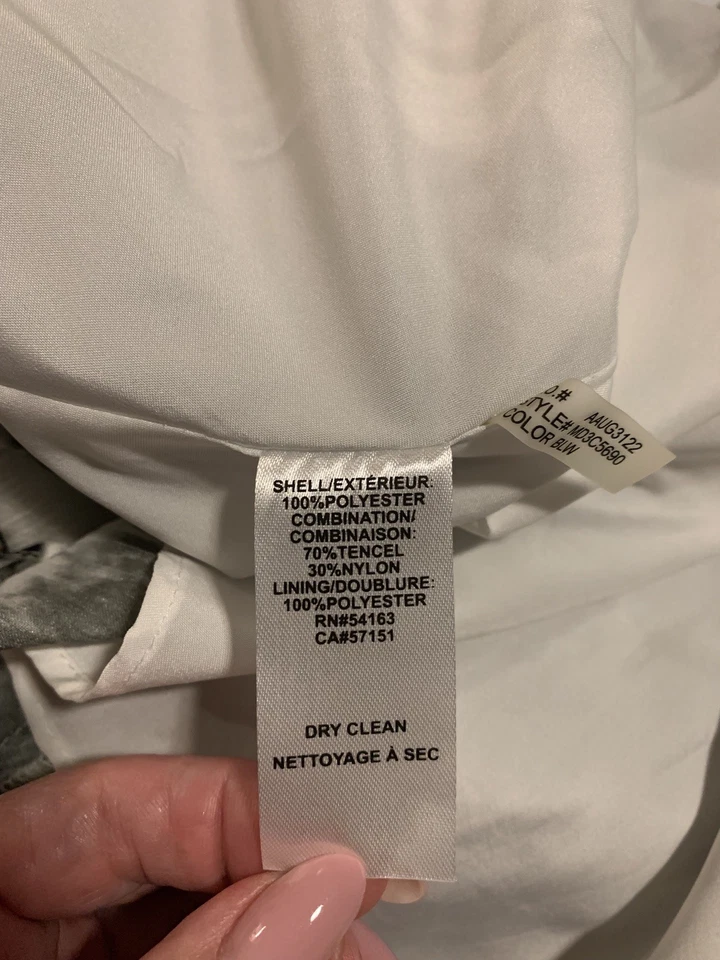 SHELL/EXTÉRIEUR:
100%POLYESTER
COMBINATION/
COMBINAISON:
70%TENCEL
30%NYLON
LINING/DOUBLURE:
100%POLYESTER
RN#54163
CA#57151
DRY CLEAN
NETTOYAGE À SEC
AAUG3122
STYLE# MD3C5690
COLOR BLW